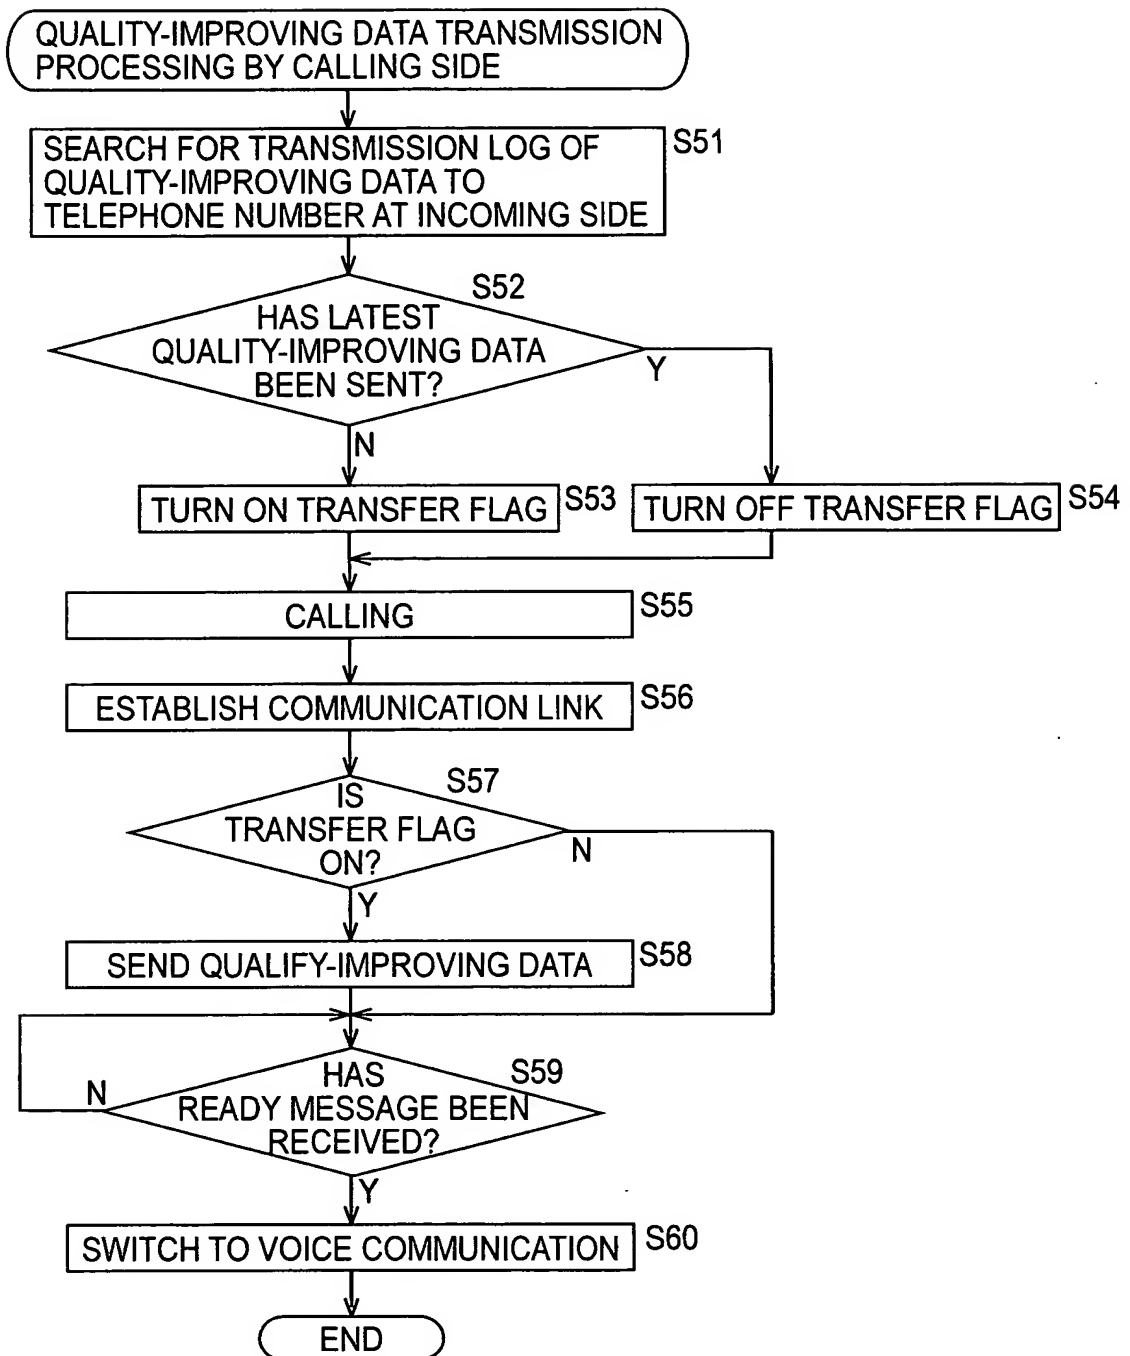 QUALITY-IMPROVING DATA TRANSMISSION
PROCESSING BY CALLING SIDE
SEARCH FOR TRANSMISSION LOG OF
QUALITY-IMPROVING DATA TO
TELEPHONE NUMBER AT INCOMING SIDE
S51
S52
HAS LATEST
QUALITY-IMPROVING DATA
BEEN SENT?
Y
N
TURN ON TRANSFER FLAG
S53
TURN OFF TRANSFER FLAG
S54
CALLING
S55
ESTABLISH COMMUNICATION LINK
S56
S57
IS
TRANSFER FLAG
ON?
N
Y
SEND QUALIFY-IMPROVING DATA
S58
S59
HAS
READY MESSAGE BEEN
RECEIVED?
N
Y
SWITCH TO VOICE COMMUNICATION
S60
END